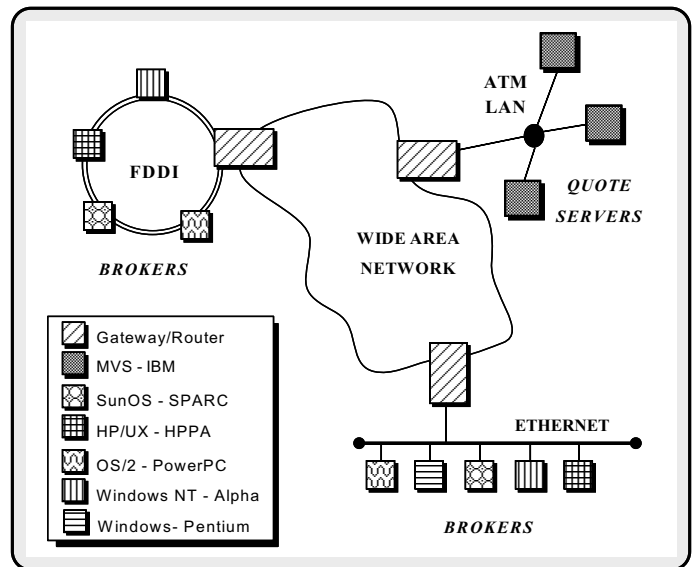 ATM
LAN
FDDI
QUOTE
SERVERS
WIDE AREA
NETWORK
BROKERS
Gateway/Router
MVS - IBM
SunOS - SPARC
HP/UX - HPPA
OS/2 - PowerPC
Windows NT - Alpha
Windows- Pentium
ETHERNET
BROKERS